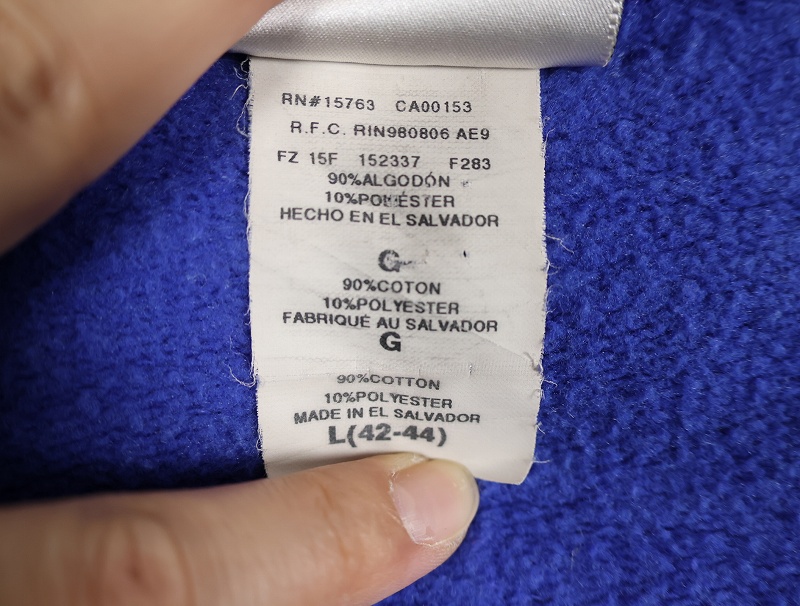 RN#15763 CA00153
R.F.C. RIN980806 AE9
FZ 15F 152337 F283
90%ALGODÓN
10%POLIÉSTER
HECHO EN EL SALVADOR
G
90%COTON
10%POLYESTER
FABRIQUÉ AU SALVADOR
G
90%COTTON
10%POLYESTER
MADE IN EL SALVADOR
L(42-44)